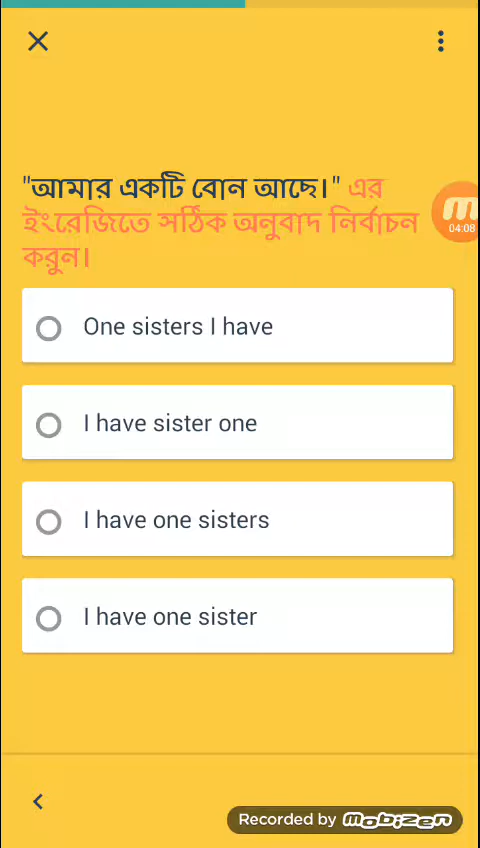 "আমার একটি বোন আছে।" এর
ইংরেজিতে সঠিক অনুবাদ নির্বাচন
করুন।
04:08
One sisters I have
I have sister one
I have one sisters
I have one sister
Recorded by mobizen